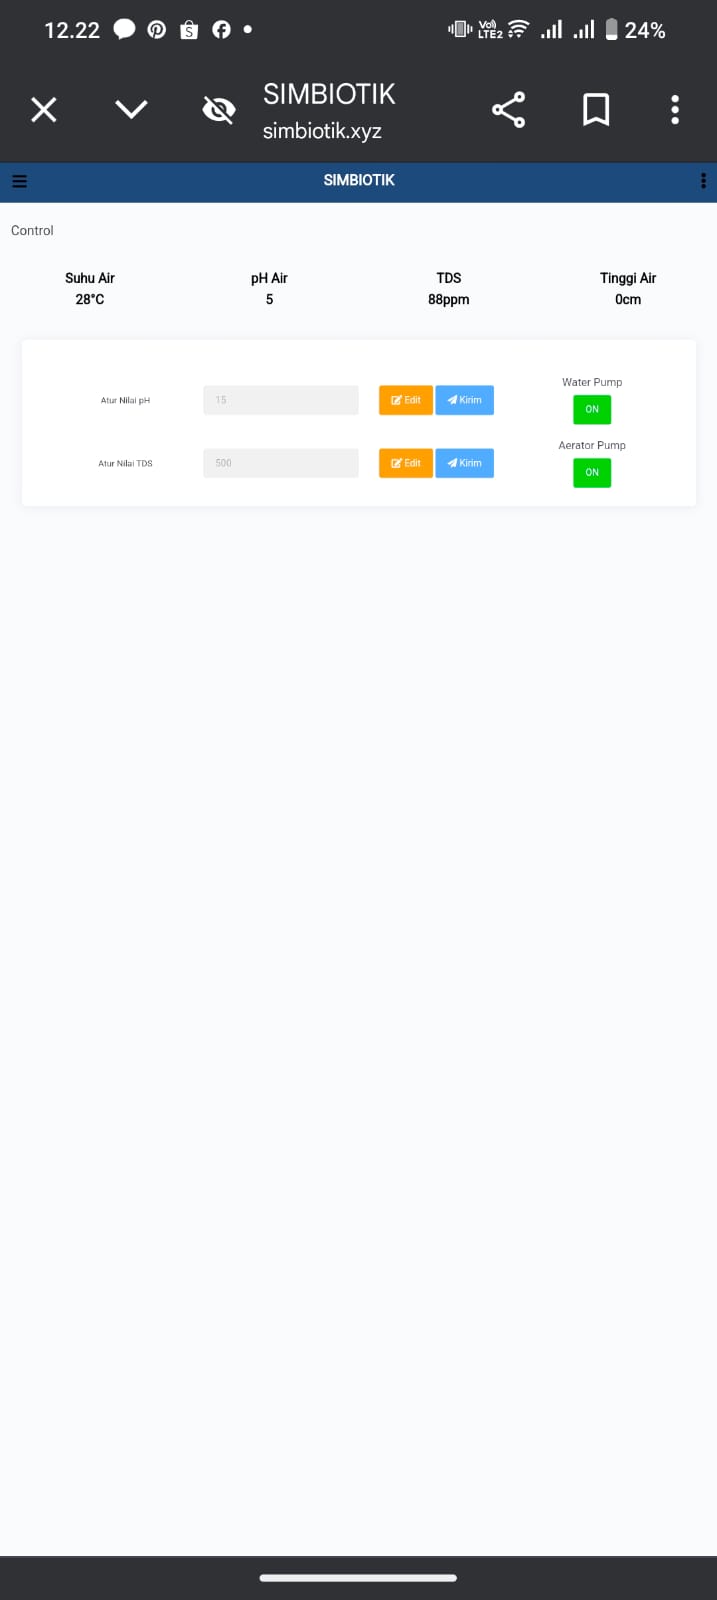 12.22 Vo) LTE2 24%
SIMBIOTIK
simbiotik.xyz
SIMBIOTIK
Control
Suhu Air pH Air TDS Tinggi Air
28°C 5 88ppm 0cm
Water Pump
Atur Nilai pH 15 Edit Kirim ON
Aerator Pump
Atur Nilai TDS 500 Edit Kirim ON